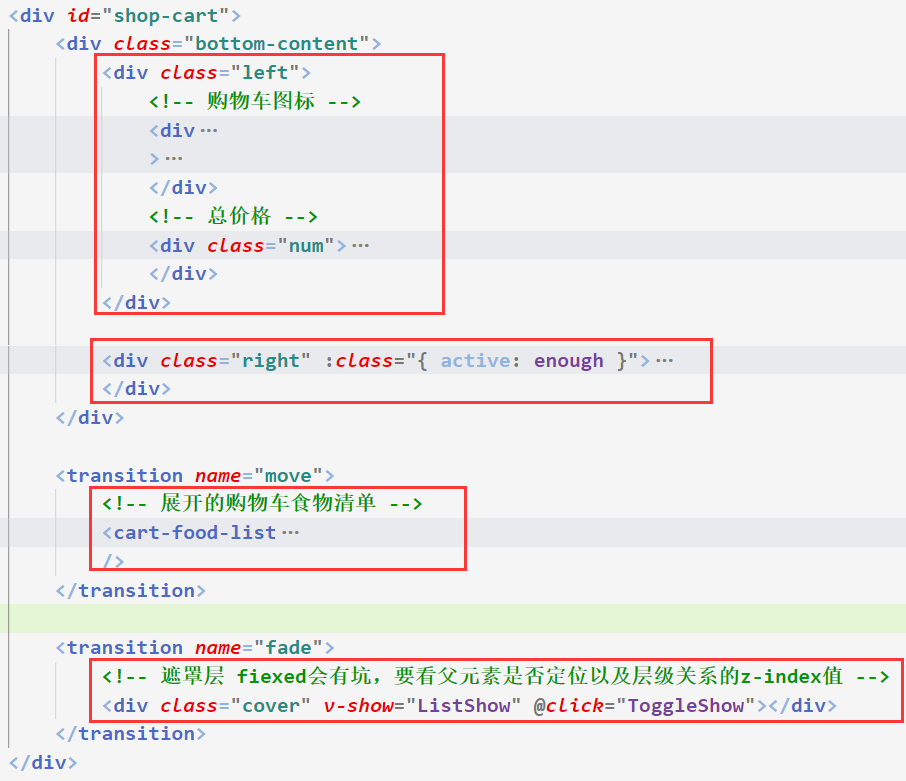 <div id="shop-cart">
<div class="bottom-content">
<div class="left">
<!-- 购物车图标 -->
<div···
>···
</div>
<!-- 总价格 -->
<div class="num">···
</div>
</div>
<div class="right" :class="{ active: enough }">···
</div>
</div>
<transition name="move">
<!-- 展开的购物车食物清单 -->
<cart-food-list···
/>
</transition>
<transition name="fade">
<!-- 遮罩层 fiexed会有坑，要看父元素是否定位以及层级关系的z-index值 -->
<div class="cover" v-show="ListShow" @click="ToggleShow"></div>
</transition>
</div>